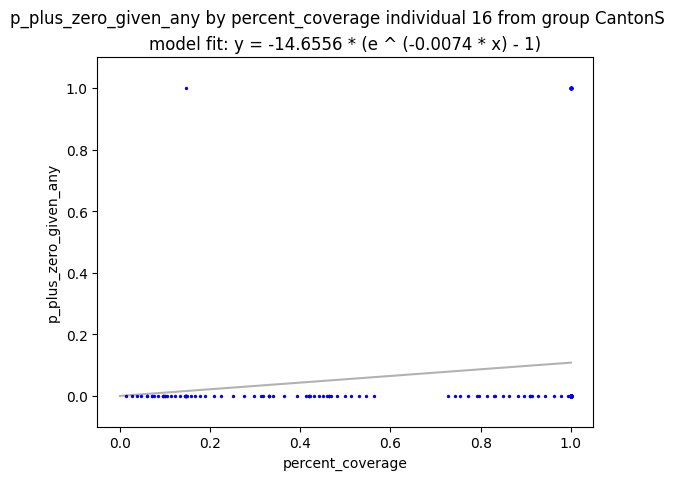 p_plus_zero_given_any by percent_coverage individual 16 from group CantonS
model fit: y = -14.6556 * (e ^ (-0.0074 * x) - 1)
1.0
0.8
0.6
0.4
0.2
0.0
p_plus_zero_given_any
0.0 0.2 0.4 0.6 0.8 1.0
percent_coverage